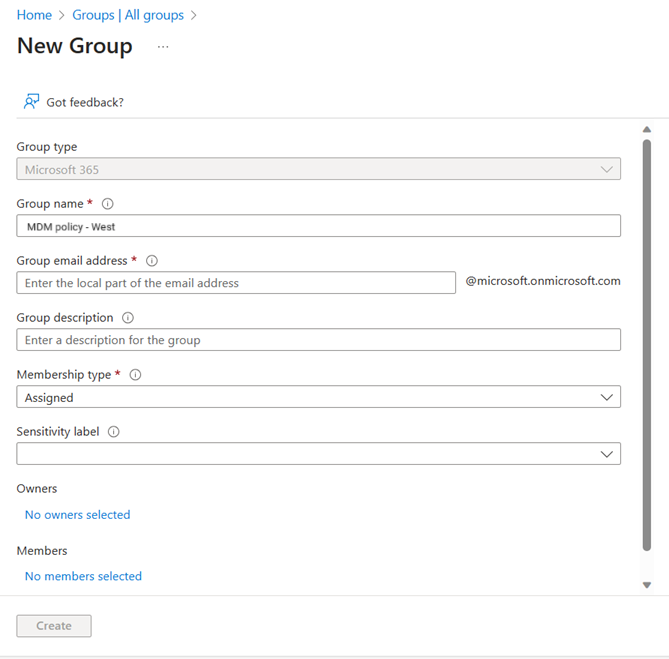 Home > Groups | All groups >
New Group ...
Got feedback?
Group type
Microsoft 365
Group name *
MDM policy - West
Group email address *
Enter the local part of the email address @microsoft.onmicrosoft.com
Group description
Enter a description for the group
Membership type *
Assigned
Sensitivity label
Owners
No owners selected
Members
No members selected
Create